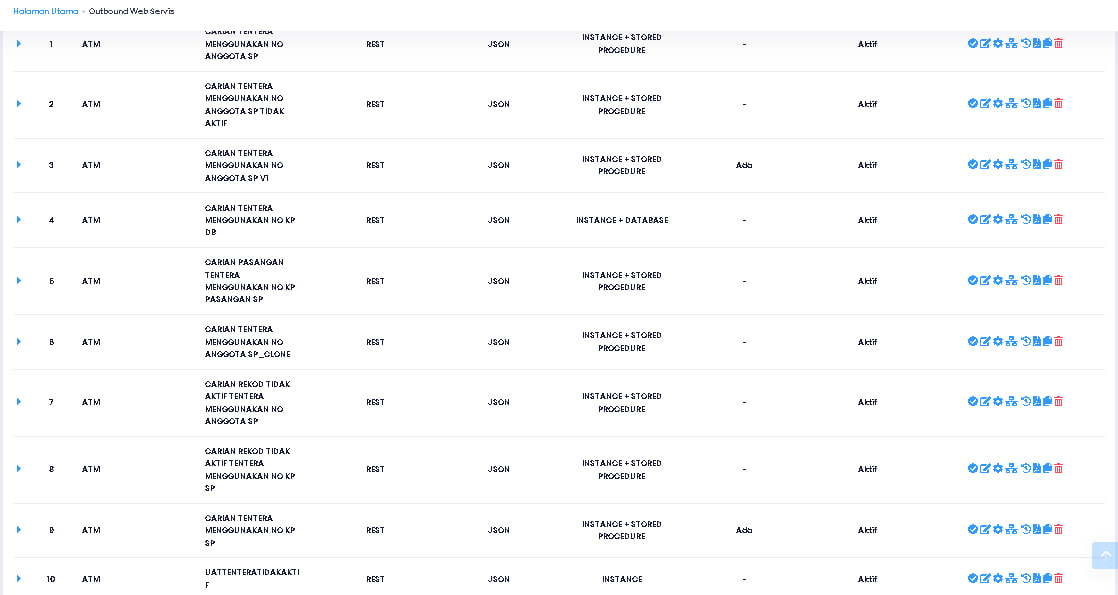 Halaman Utama - Outbound Web Servis
CARIAN TENTERA
MENGGUNAKAN NO
ANGGOTA SP
1 ATM REST JSON INSTANCE + STORED PROCEDURE - Aktif
CARIAN TENTERA
MENGGUNAKAN NO
ANGGOTA SP TIDAK
AKTIF
2 ATM REST JSON INSTANCE + STORED PROCEDURE - Aktif
CARIAN TENTERA
MENGGUNAKAN NO
ANGGOTA SP V1
3 ATM REST JSON INSTANCE + STORED PROCEDURE Ada Aktif
CARIAN TENTERA
MENGGUNAKAN NO KP
DB
4 ATM REST JSON INSTANCE + DATABASE - Aktif
CARIAN PASANGAN
TENTERA
MENGGUNAKAN NO KP
PASANGAN SP
5 ATM REST JSON INSTANCE + STORED PROCEDURE - Aktif
CARIAN TENTERA
MENGGUNAKAN NO
ANGGOTA SP_CLONE
6 ATM REST JSON INSTANCE + STORED PROCEDURE - Aktif
CARIAN REKOD TIDAK
AKTIF TENTERA
MENGGUNAKAN NO
ANGGOTA SP
7 ATM REST JSON INSTANCE + STORED PROCEDURE - Aktif
CARIAN REKOD TIDAK
AKTIF TENTERA
MENGGUNAKAN NO KP
SP
8 ATM REST JSON INSTANCE + STORED PROCEDURE - Aktif
CARIAN TENTERA
MENGGUNAKAN NO KP
SP
9 ATM REST JSON INSTANCE + STORED PROCEDURE Ada Aktif
UATTENTERATIDAKAKTI
F
10 ATM REST JSON INSTANCE - Aktif